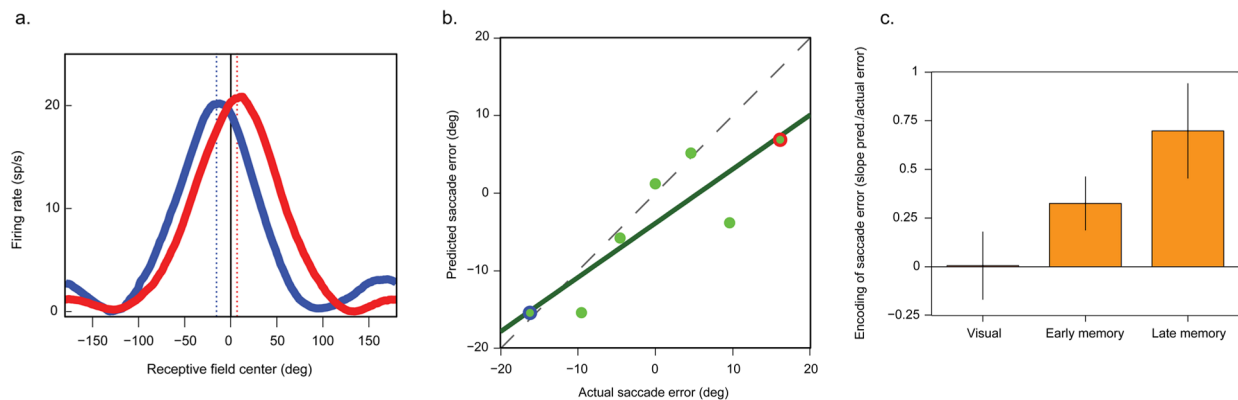 a.
Firing rate (sp/s)
20
10
0
−150
−100
−50
0
50
100
150
Receptive field center (deg)
b.
Predicted saccade error (deg)
20
10
0
−10
−20
−20
−10
0
10
20
Actual saccade error (deg)
c.
Encoding of saccade error (slope pred./actual error)
1
0.75
0.5
0.25
0
−0.25
Visual
Early memory
Late memory